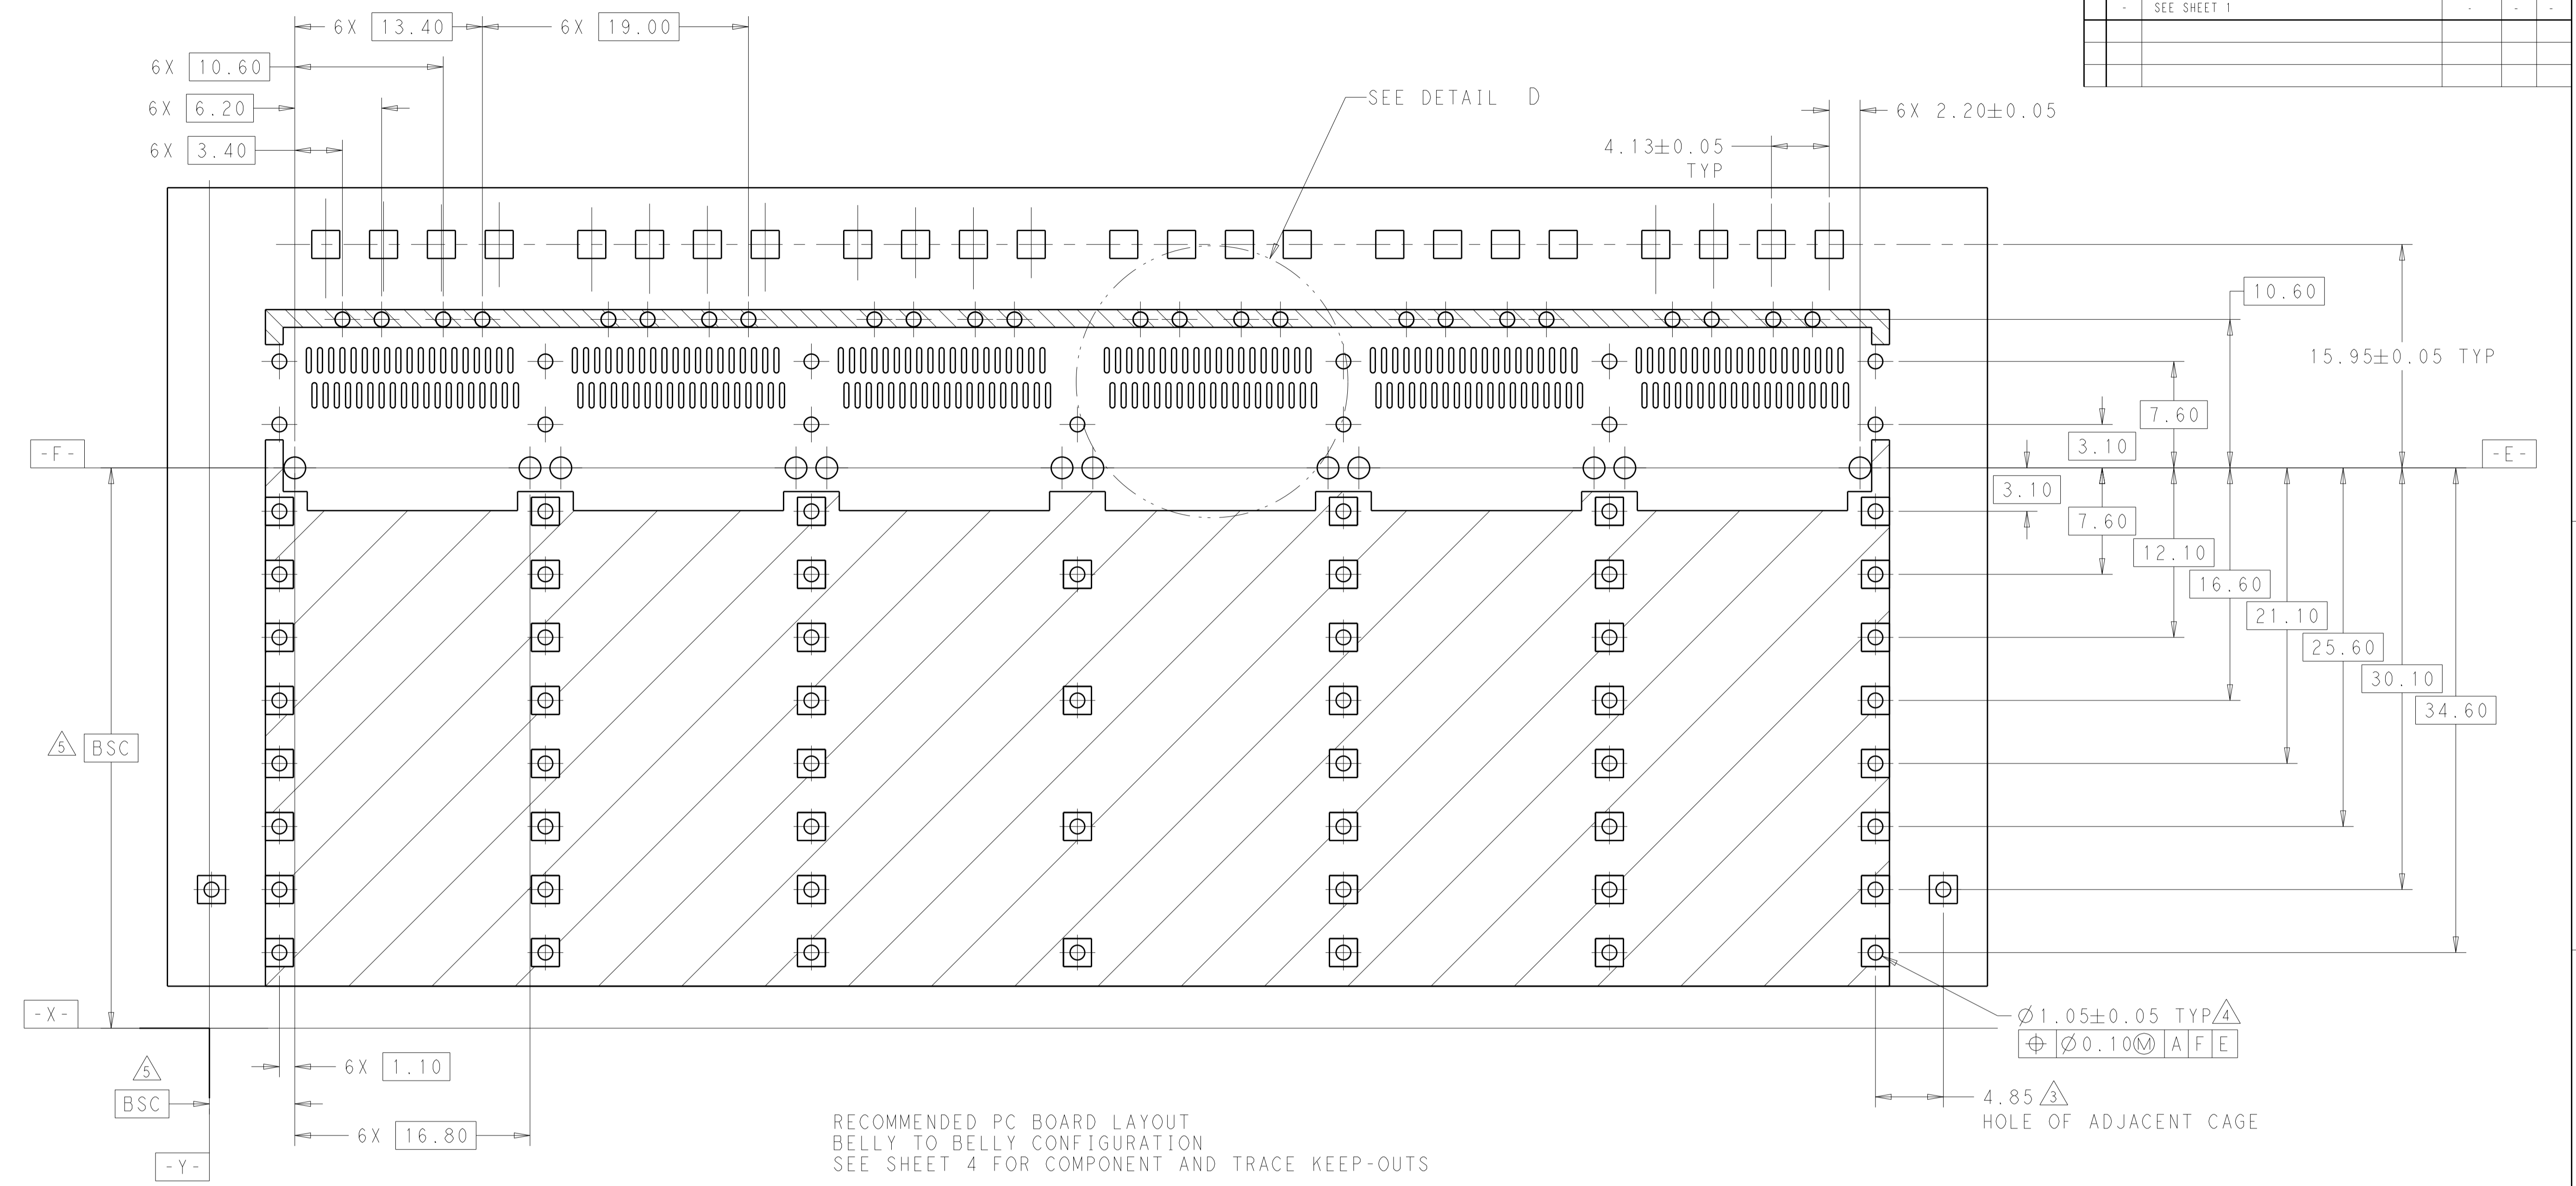 - SEE SHEET 1 - - -
6X 13.40 6X 19.00
6X 10.60
6X 6.20
6X 3.40
SEE DETAIL D
6X 2.20±0.05
4.13±0.05
TYP
10.60
15.95±0.05 TYP
7.60
3.10
-F-
-E-
3.10
7.60
12.10
16.60
21.10
25.60
30.10
34.60
5 BSC
-X-
Ø1.05±0.05 TYP 4
⌖ Ø0.10Ⓜ A F E
6X 1.10
5
BSC
4.85 3
HOLE OF ADJACENT CAGE
6X 16.80
-Y-
RECOMMENDED PC BOARD LAYOUT
BELLY TO BELLY CONFIGURATION
SEE SHEET 4 FOR COMPONENT AND TRACE KEEP-OUTS